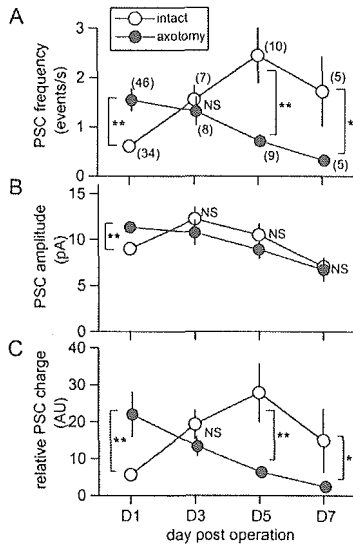 A
intact
axotomy
PSC frequency
(events/s)
3
2
1
0
(46)
(34)
(7)
NS
(8)
(10)
(9)
(5)
(5)
**
**
*
B
PSC amplitude
(pA)
15
10
5
0
**
NS
NS
NS
C
relative PSC charge
(AU)
40
30
20
10
0
**
NS
**
*
D1 D3 D5 D7
day post operation